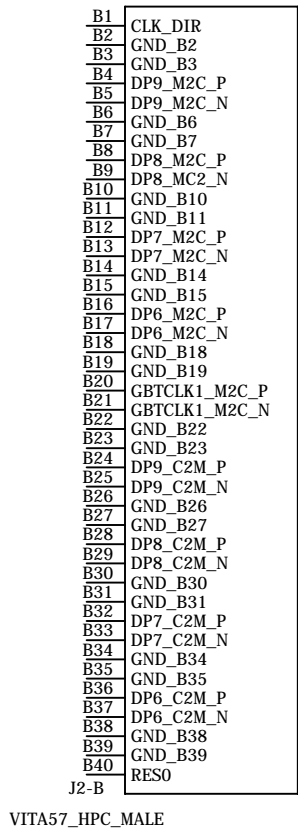 B1 CLK_DIR
B2 GND_B2
B3 GND_B3
B4 DP9_M2C_P
B5 DP9_M2C_N
B6 GND_B6
B7 GND_B7
B8 DP8_M2C_P
B9 DP8_MC2_N
B10 GND_B10
B11 GND_B11
B12 DP7_M2C_P
B13 DP7_M2C_N
B14 GND_B14
B15 GND_B15
B16 DP6_M2C_P
B17 DP6_M2C_N
B18 GND_B18
B19 GND_B19
B20 GBTCLK1_M2C_P
B21 GBTCLK1_M2C_N
B22 GND_B22
B23 GND_B23
B24 DP9_C2M_P
B25 DP9_C2M_N
B26 GND_B26
B27 GND_B27
B28 DP8_C2M_P
B29 DP8_C2M_N
B30 GND_B30
B31 GND_B31
B32 DP7_C2M_P
B33 DP7_C2M_N
B34 GND_B34
B35 GND_B35
B36 DP6_C2M_P
B37 DP6_C2M_N
B38 GND_B38
B39 GND_B39
B40 RES0
J2-B
VITA57_HPC_MALE